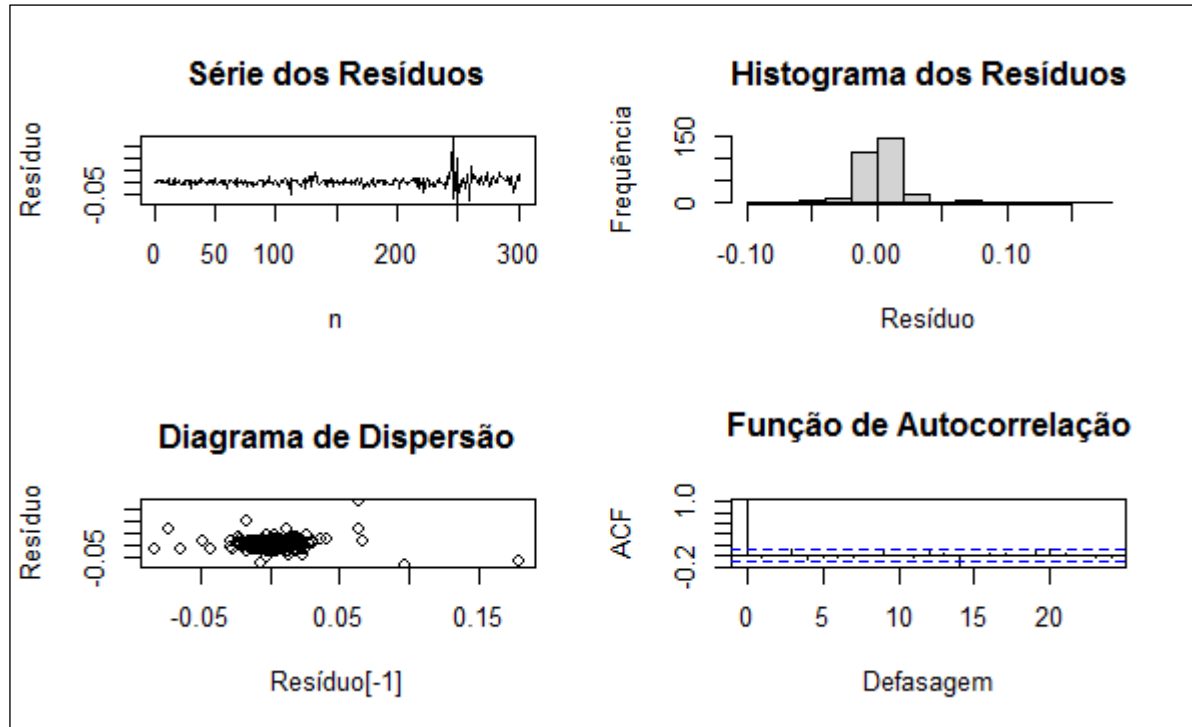 Série dos Resíduos
Resíduo
-0.05
0 50 100 200 300
n
Histograma dos Resíduos
Frequência
150
0
-0.10 0.00 0.10
Resíduo
Diagrama de Dispersão
Resíduo
-0.05
-0.05 0.05 0.15
Resíduo[-1]
Função de Autocorrelação
ACF
1.0
-0.2
0 5 10 15 20
Defasagem